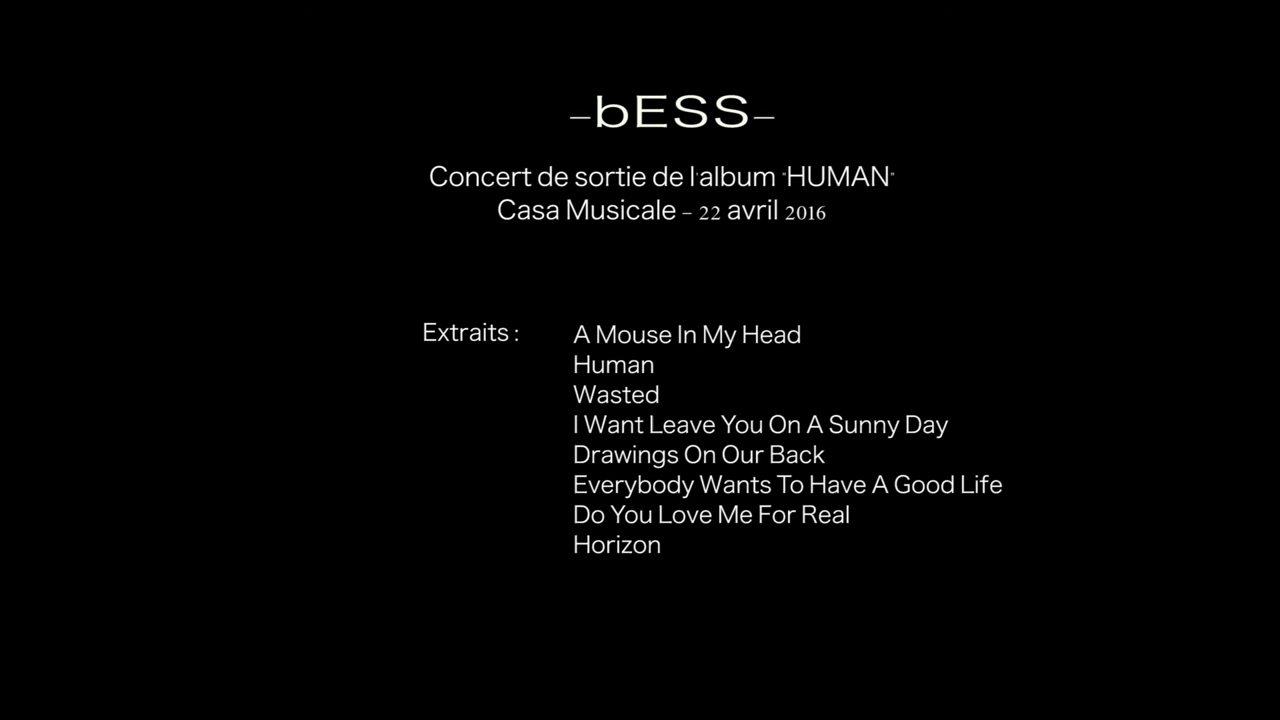 –bESS–
Concert de sortie de l'album "HUMAN"
Casa Musicale – 22 avril 2016
Extraits : A Mouse In My Head
Human
Wasted
I Want Leave You On A Sunny Day
Drawings On Our Back
Everybody Wants To Have A Good Life
Do You Love Me For Real
Horizon